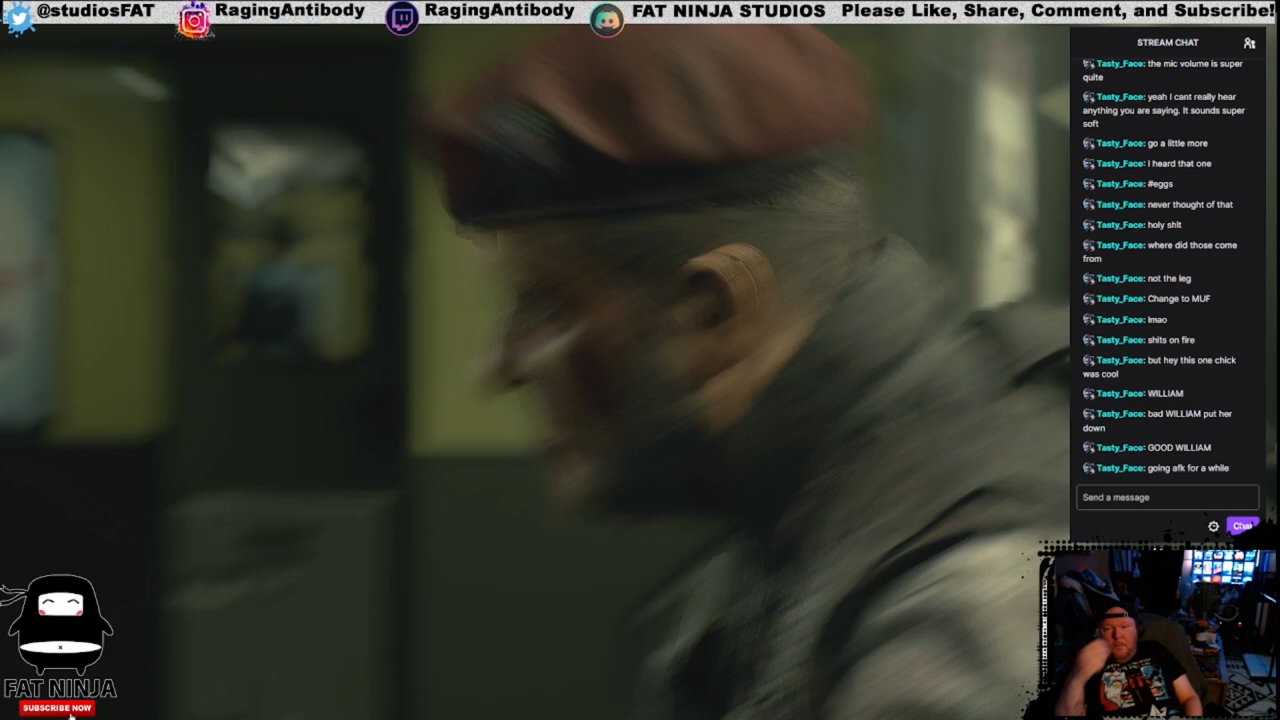 @studiosFAT
RagingAntibody
RagingAntibody
FAT NINJA STUDIOS
Please Like, Share, Comment, and Subscribe!
STREAM CHAT
Tasty_Face: the mic volume is super
quite
Tasty_Face: yeah I cant really hear
anything you are saying. It sounds super
soft
Tasty_Face: go a little more
Tasty_Face: I heard that one
Tasty_Face: #eggs
Tasty_Face: never thought of that
Tasty_Face: holy shit
Tasty_Face: where did those come
from
Tasty_Face: not the leg
Tasty_Face: Change to MUF
Tasty_Face: lmao
Tasty_Face: shits on fire
Tasty_Face: but hey this one chick
was cool
Tasty_Face: WILLIAM
Tasty_Face: bad WILLIAM put her
down
Tasty_Face: GOOD WILLIAM
Tasty_Face: going afk for a while
Send a message
Chat
FAT NINJA
SUBSCRIBE NOW